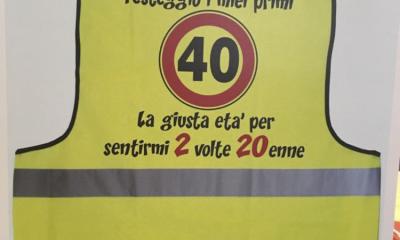 festeggio i miei primi
40
La giusta eta' per
sentirmi 2 volte 20enne